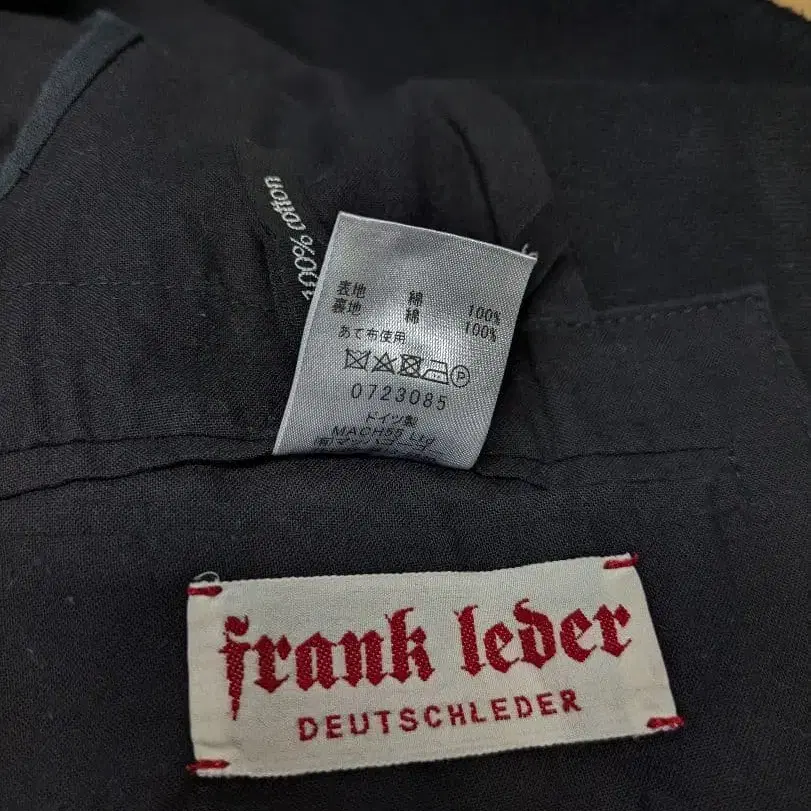 100% cotton
表地 綿 100%
裏地 綿 100%
あて布使用
P
0723085
ドイツ製
MACH55 Ltd
frank leder
DEUTSCHLEDER